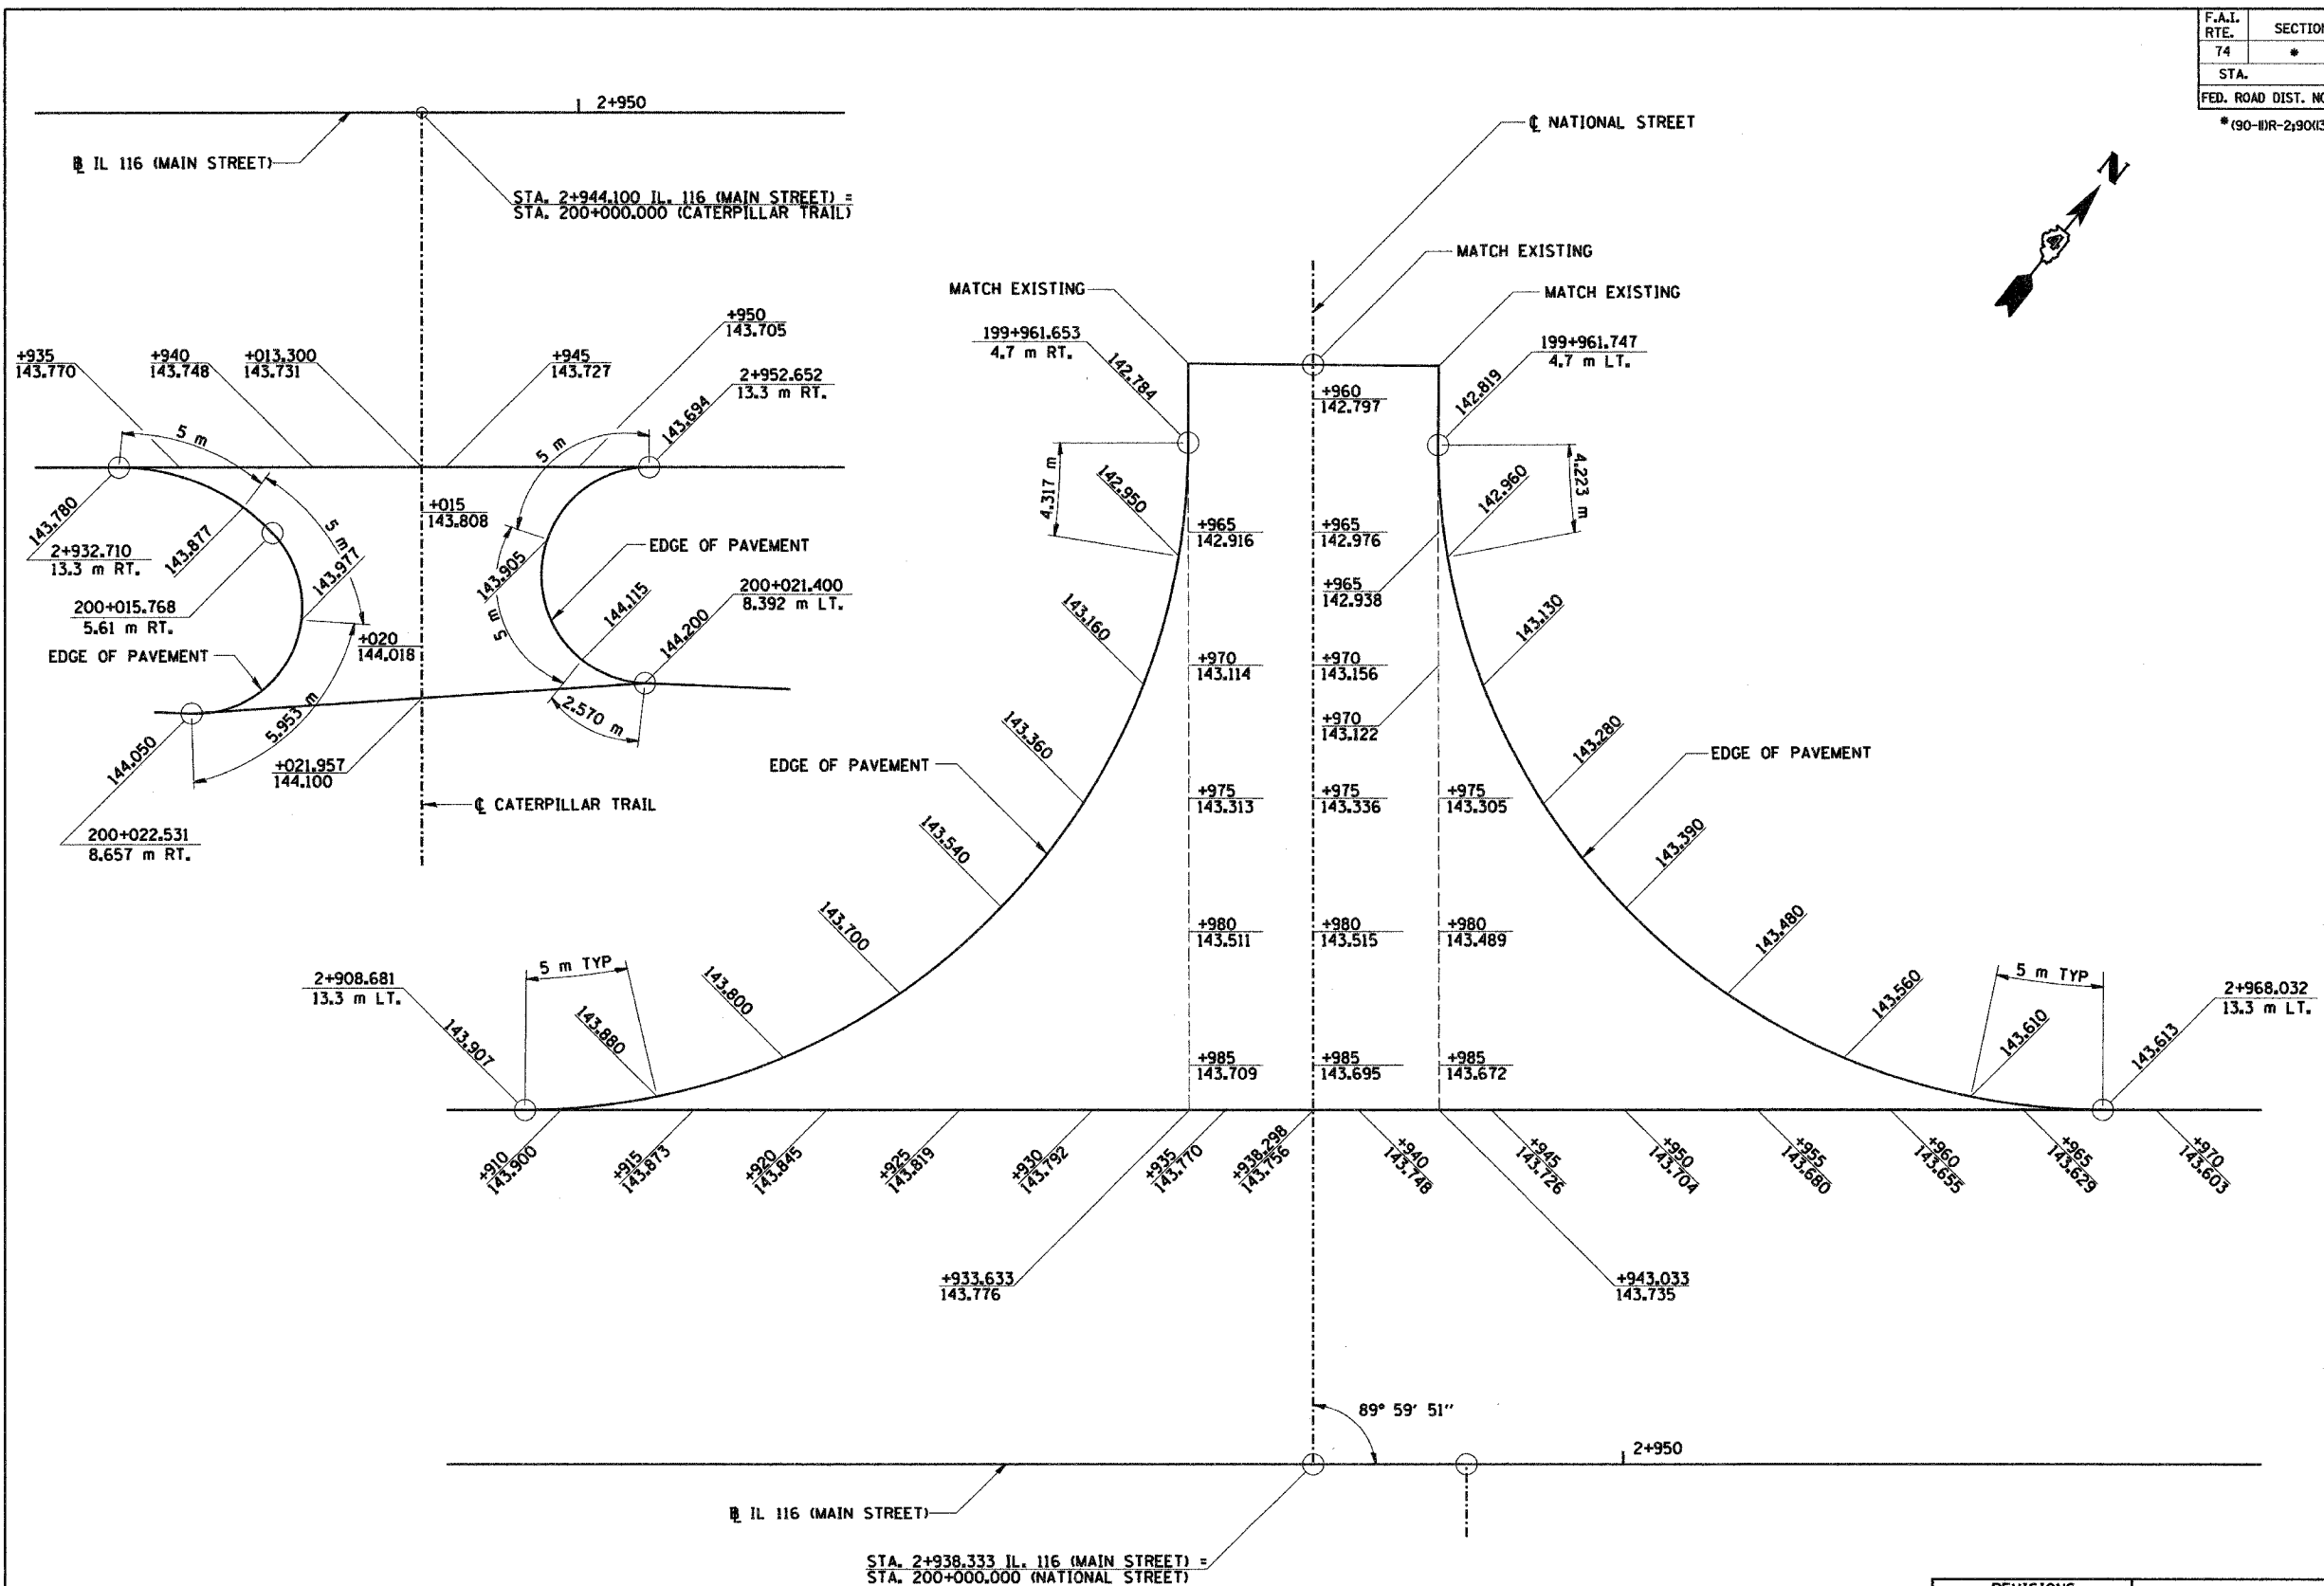 F.A.I.
RTE.
SECTION
74
*
STA.
FED. ROAD DIST. NO
2+950
℄ NATIONAL STREET
IL 116 (MAIN STREET)
STA. 2+944.100 IL. 116 (MAIN STREET) =
STA. 200+000.000 (CATERPILLAR TRAIL)
N
4
MATCH EXISTING
MATCH EXISTING
MATCH EXISTING
+935
143.770
+940
143.748
+013.300
143.731
+945
143.727
+950
143.705
2+952.652
13.3 m RT.
143.694
5 m
5 m
143.780
2+932.710
13.3 m RT.
143.877
5 m
143.977
+015
143.808
143.905
EDGE OF PAVEMENT
200+015.768
5.61 m RT.
5 m
144.115
200+021.400
8.392 m LT.
144.200
+020
144.018
EDGE OF PAVEMENT
5.953 m
2.570 m
144.050
+021.957
144.100
℄ CATERPILLAR TRAIL
200+022.531
8.657 m RT.
199+961.653
4.7 m RT.
142.784
+960
142.797
142.819
199+961.747
4.7 m LT.
4.317 m
142.950
+965
142.916
+965
142.976
142.960
4.223 m
+965
142.938
143.160
143.130
+970
143.114
+970
143.156
+970
143.122
143.360
143.280
EDGE OF PAVEMENT
EDGE OF PAVEMENT
+975
143.313
+975
143.336
+975
143.305
143.540
143.390
+980
143.511
+980
143.515
+980
143.489
143.700
143.480
2+908.681
13.3 m LT.
5 m TYP
143.800
143.560
5 m TYP
2+968.032
13.3 m LT.
143.907
143.880
143.610
143.613
+985
143.709
+985
143.695
+985
143.672
+910
143.900
+915
143.873
+920
143.845
+925
143.819
+930
143.792
+935
143.770
+938.298
143.756
+940
143.748
+945
143.726
+950
143.704
+955
143.680
+960
143.655
+965
143.629
+970
143.603
+933.633
143.776
+943.033
143.735
89° 59' 51"
2+950
IL 116 (MAIN STREET)
STA. 2+938.333 IL. 116 (MAIN STREET) =
STA. 200+000.000 (NATIONAL STREET)